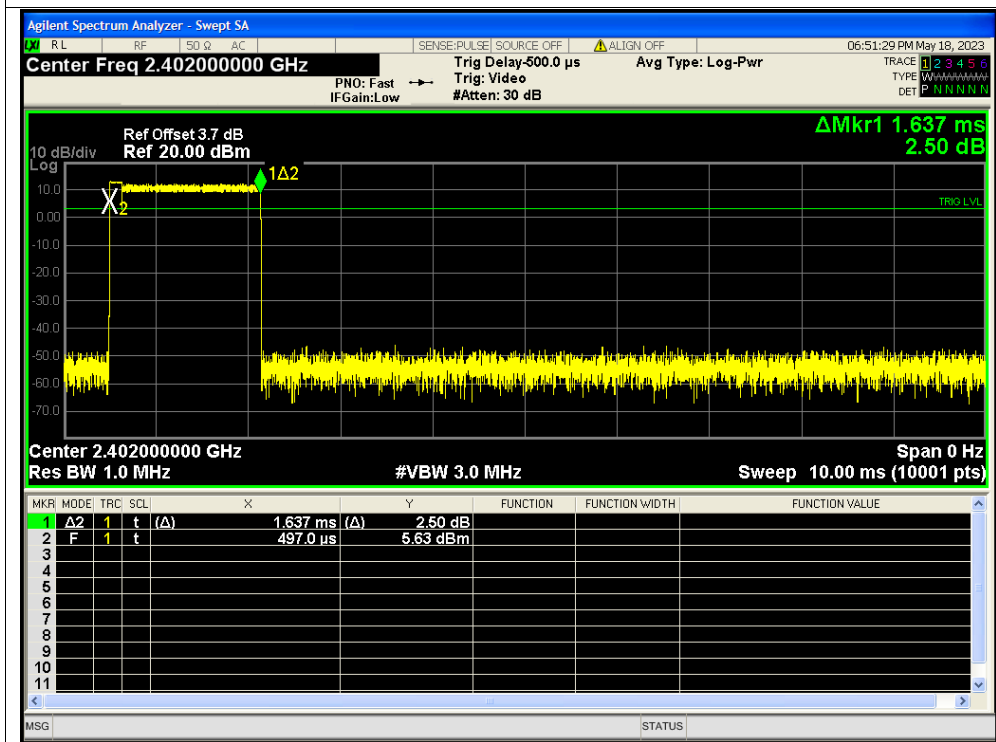 Agilent Spectrum Analyzer - Swept SA
LXI RL RF 50 Ω AC SENSE:PULSE SOURCE OFF ALIGN OFF 06:51:29 PM May 18, 2023
Center Freq 2.402000000 GHz
PNO: Fast
IFGain:Low
Trig Delay-500.0 µs
Trig: Video
#Atten: 30 dB
Avg Type: Log-Pwr
TRACE 1 2 3 4 5 6
TYPE W
DET P N N N N N
ΔMkr1 1.637 ms
2.50 dB
Ref Offset 3.7 dB
10 dB/div Ref 20.00 dBm
Log
1Δ2
10.0
X2
TRIG LVL
0.00
-10.0
-20.0
-30.0
-40.0
-50.0
-60.0
-70.0
Center 2.402000000 GHz Span 0 Hz
Res BW 1.0 MHz #VBW 3.0 MHz Sweep 10.00 ms (10001 pts)
MKR MODE TRC SCL X Y FUNCTION FUNCTION WIDTH FUNCTION VALUE
1 Δ2 1 t (Δ) 1.637 ms (Δ) 2.50 dB
2 F 1 t 497.0 µs 5.63 dBm
3
4
5
6
7
8
9
10
11
MSG STATUS